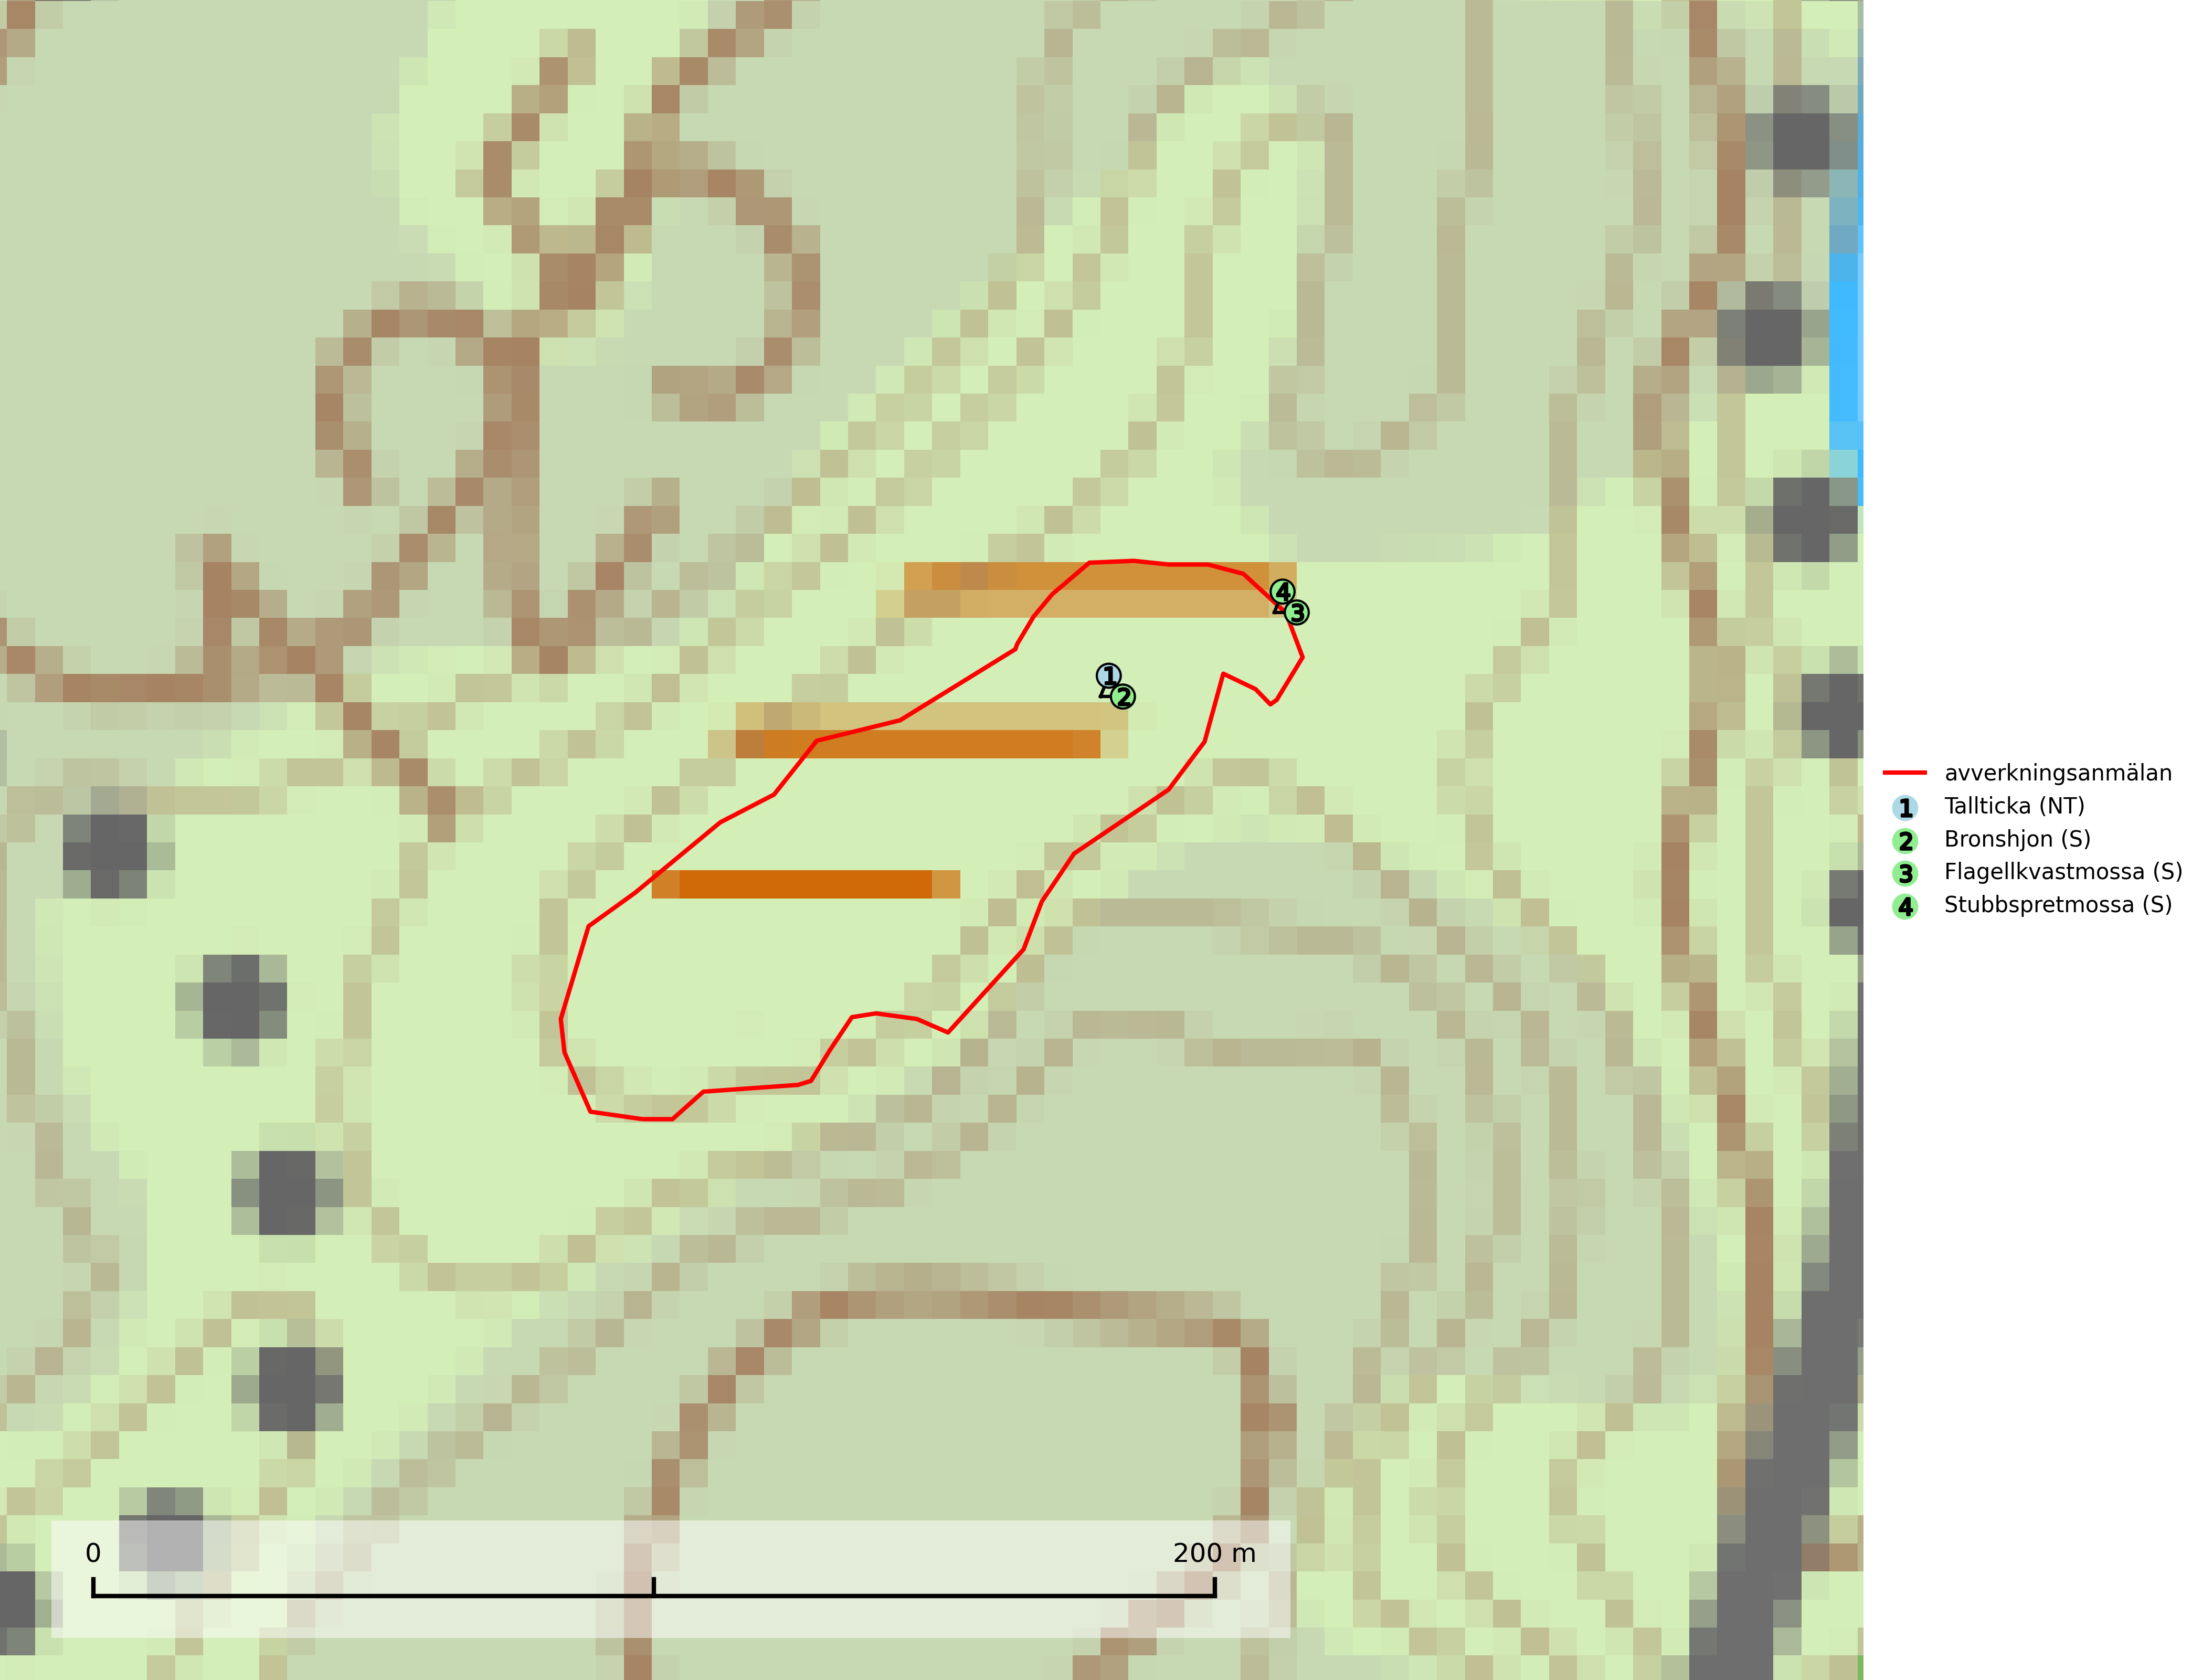 4
3
1
2
avverkningsanmälan
1 Tallticka (NT)
2 Bronshjon (S)
3 Flagellkvastmossa (S)
4 Stubbspretmossa (S)
0 200 m